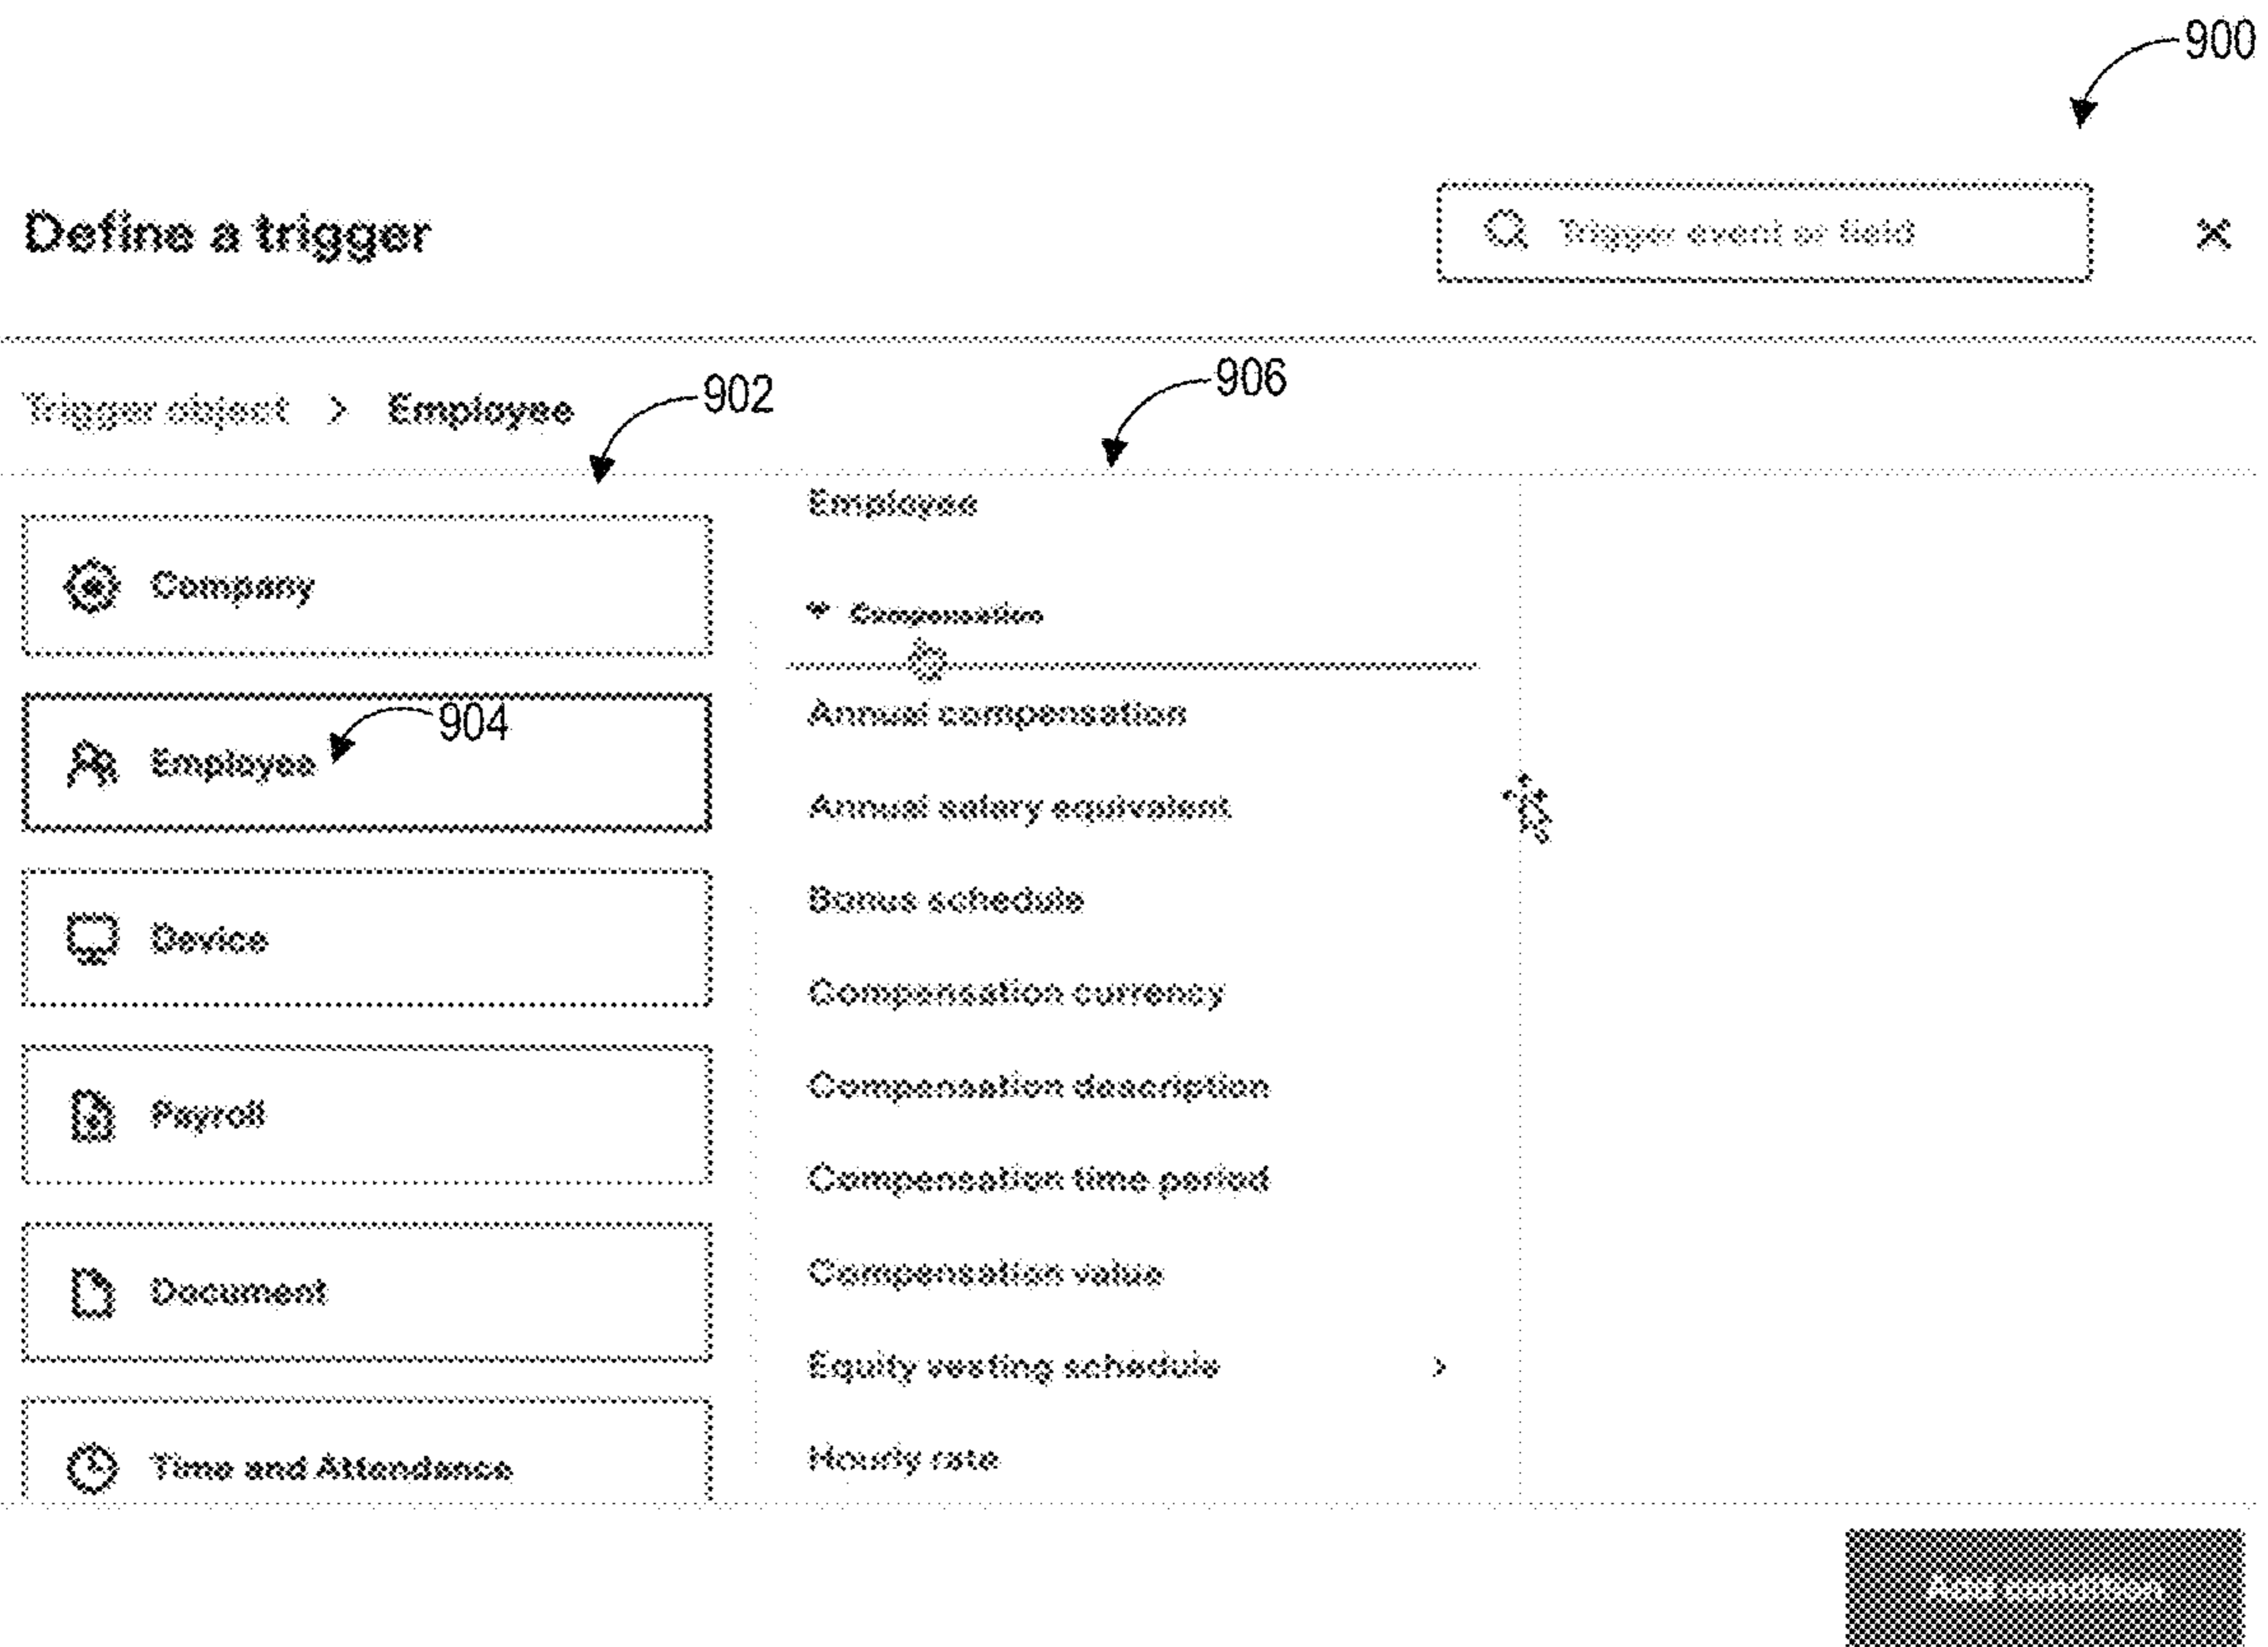 900
Define a trigger
Trigger event or field
Trigger object > Employee
902
906
Company
Employee
904
Device
Payroll
Document
Time and Attendance
Employee
Compensation
Annual compensation
Annual salary equivalent
Bonus schedule
Compensation currency
Compensation description
Compensation time period
Compensation value
Equity vesting schedule >
Hourly rate
Add condition